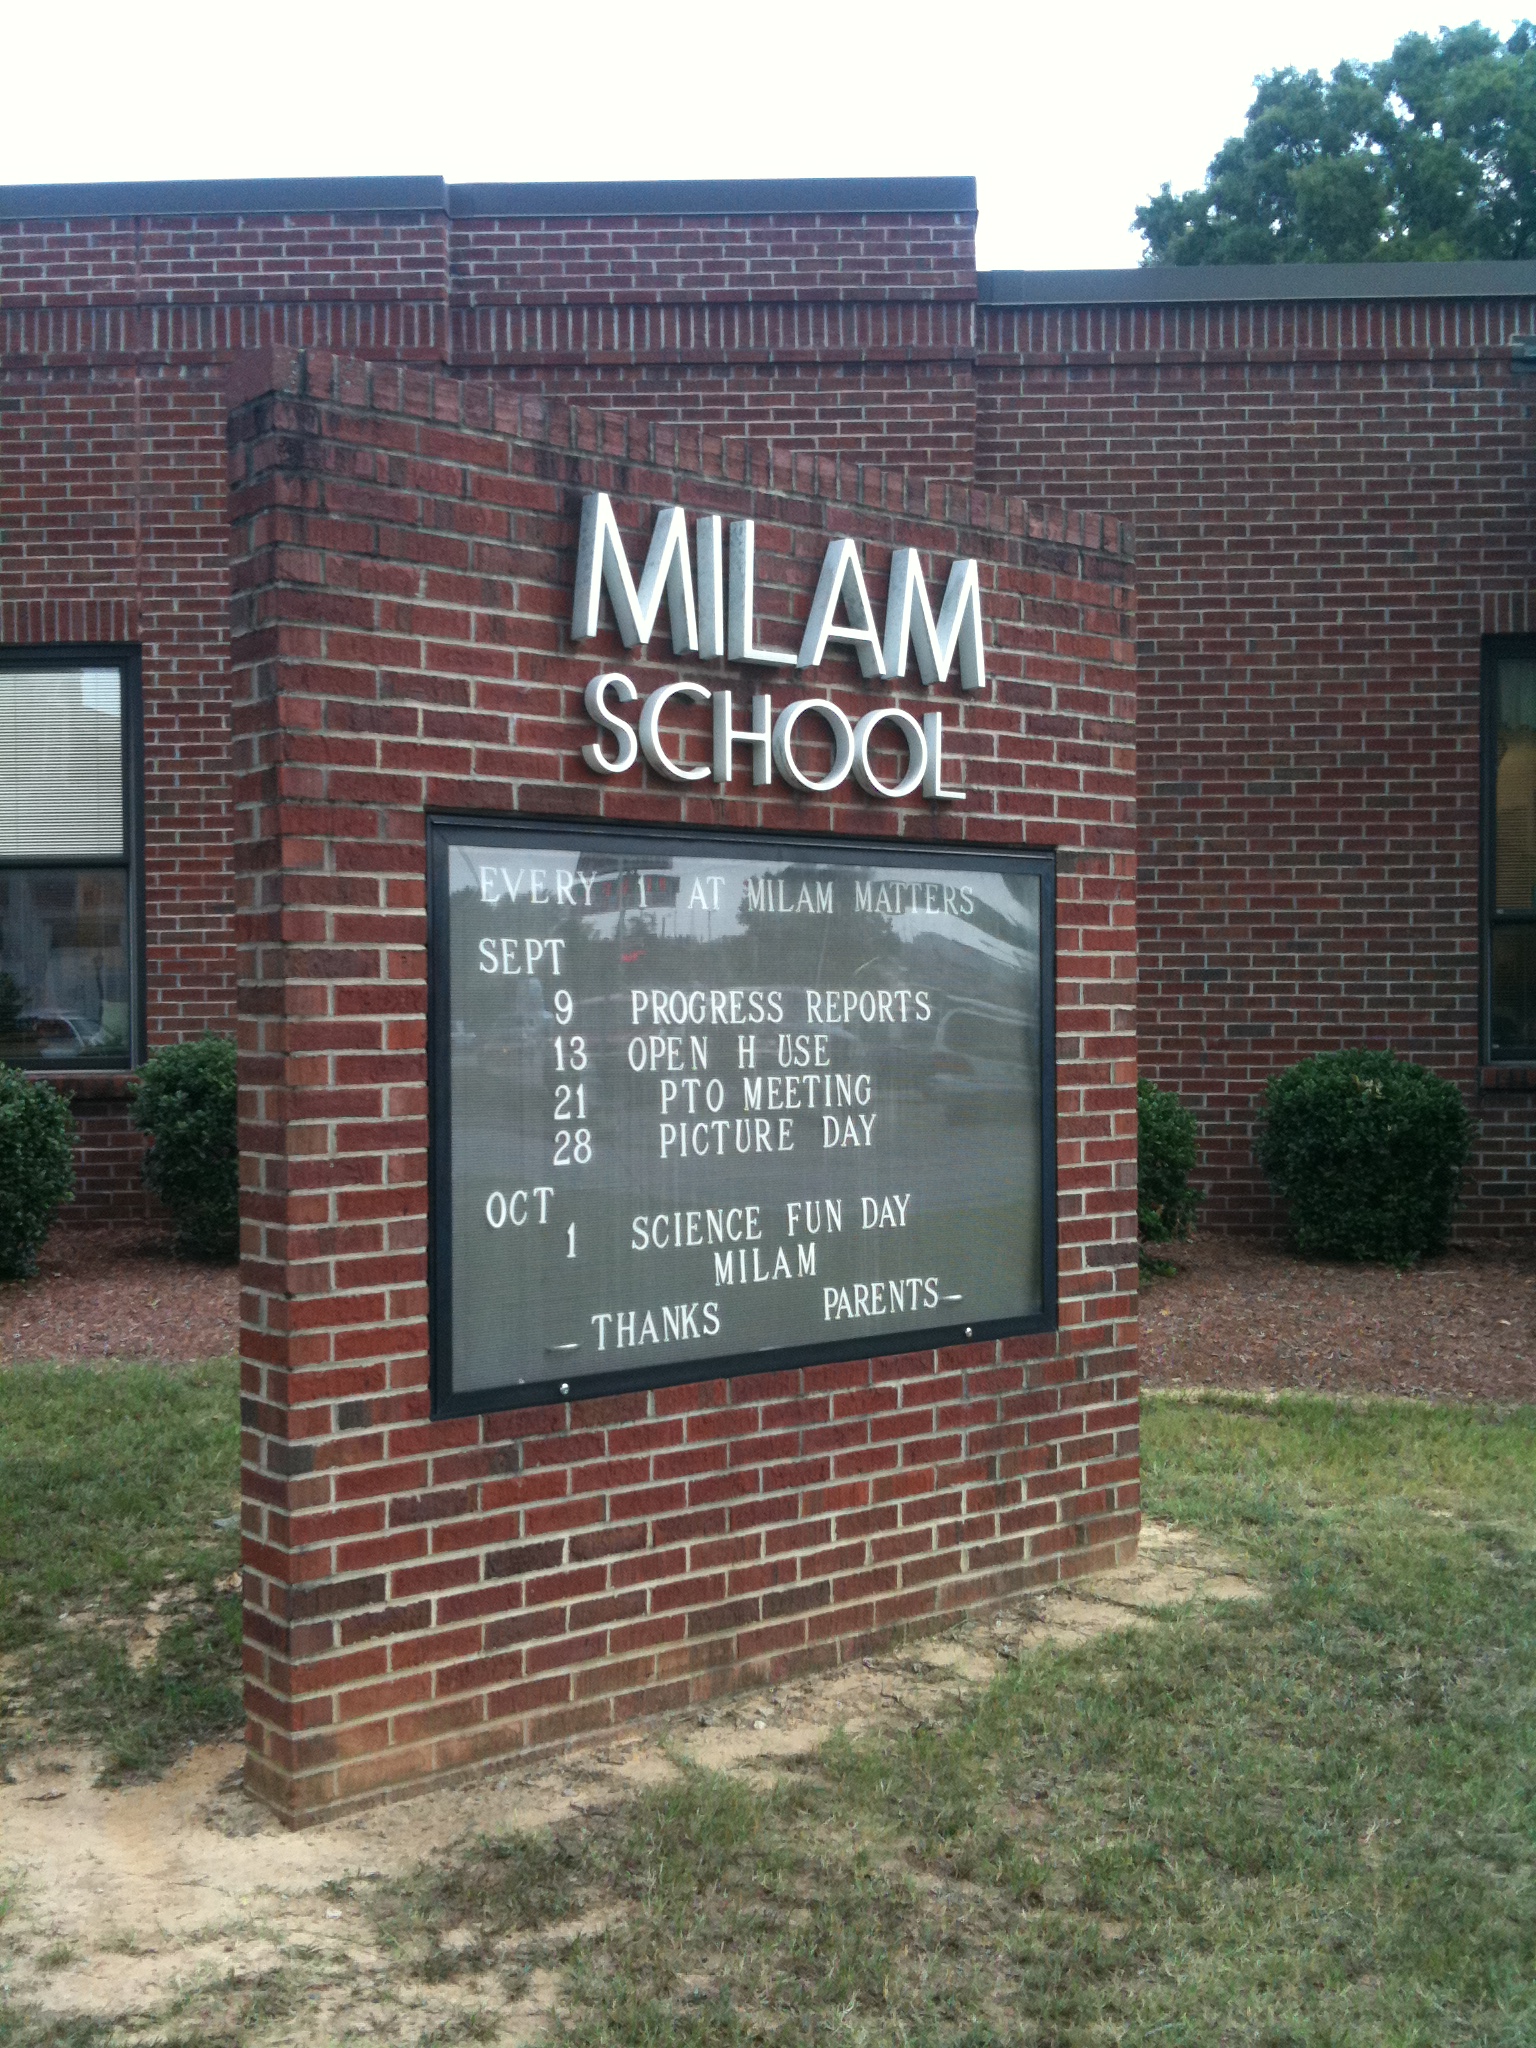 MILAM
SCHOOL
EVERY 1 AT MILAM MATTERS
SEPT
9 PROGRESS REPORTS
13 OPEN H USE
21 PTO MEETING
28 PICTURE DAY
OCT
1 SCIENCE FUN DAY
MILAM
THANKS PARENTS